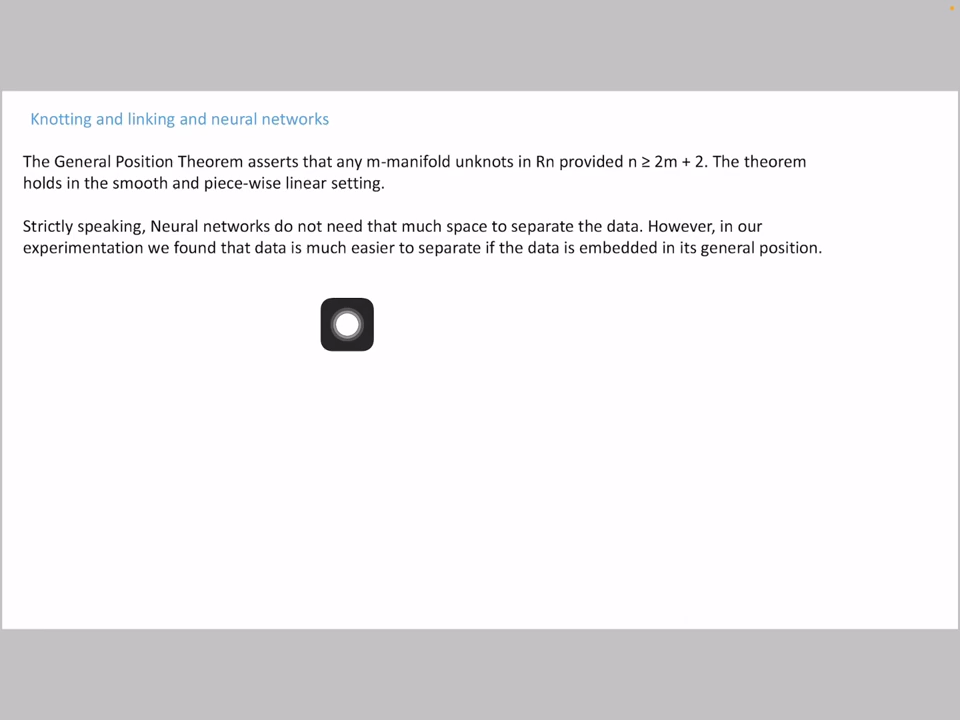 Knotting and linking and neural networks
The General Position Theorem asserts that any m-manifold unknots in Rn provided n ≥ 2m + 2. The theorem
holds in the smooth and piece-wise linear setting.
Strictly speaking, Neural networks do not need that much space to separate the data. However, in our
experimentation we found that data is much easier to separate if the data is embedded in its general position.